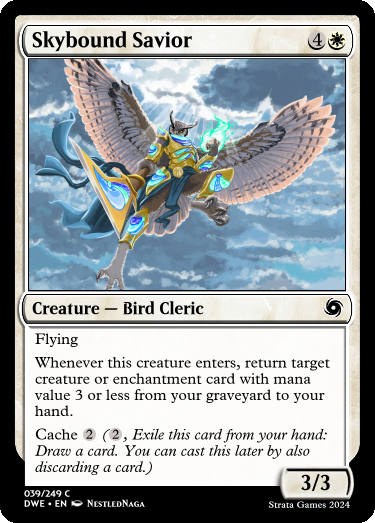 Skybound Savior 4
Creature — Bird Cleric
Flying
Whenever this creature enters, return target
creature or enchantment card with mana
value 3 or less from your graveyard to your
hand.
Cache 2 (2, Exile this card from your hand:
Draw a card. You can cast this later by also
discarding a card.)
3/3
039/249 C
DWE • EN NestledNaga
Strata Games 2024